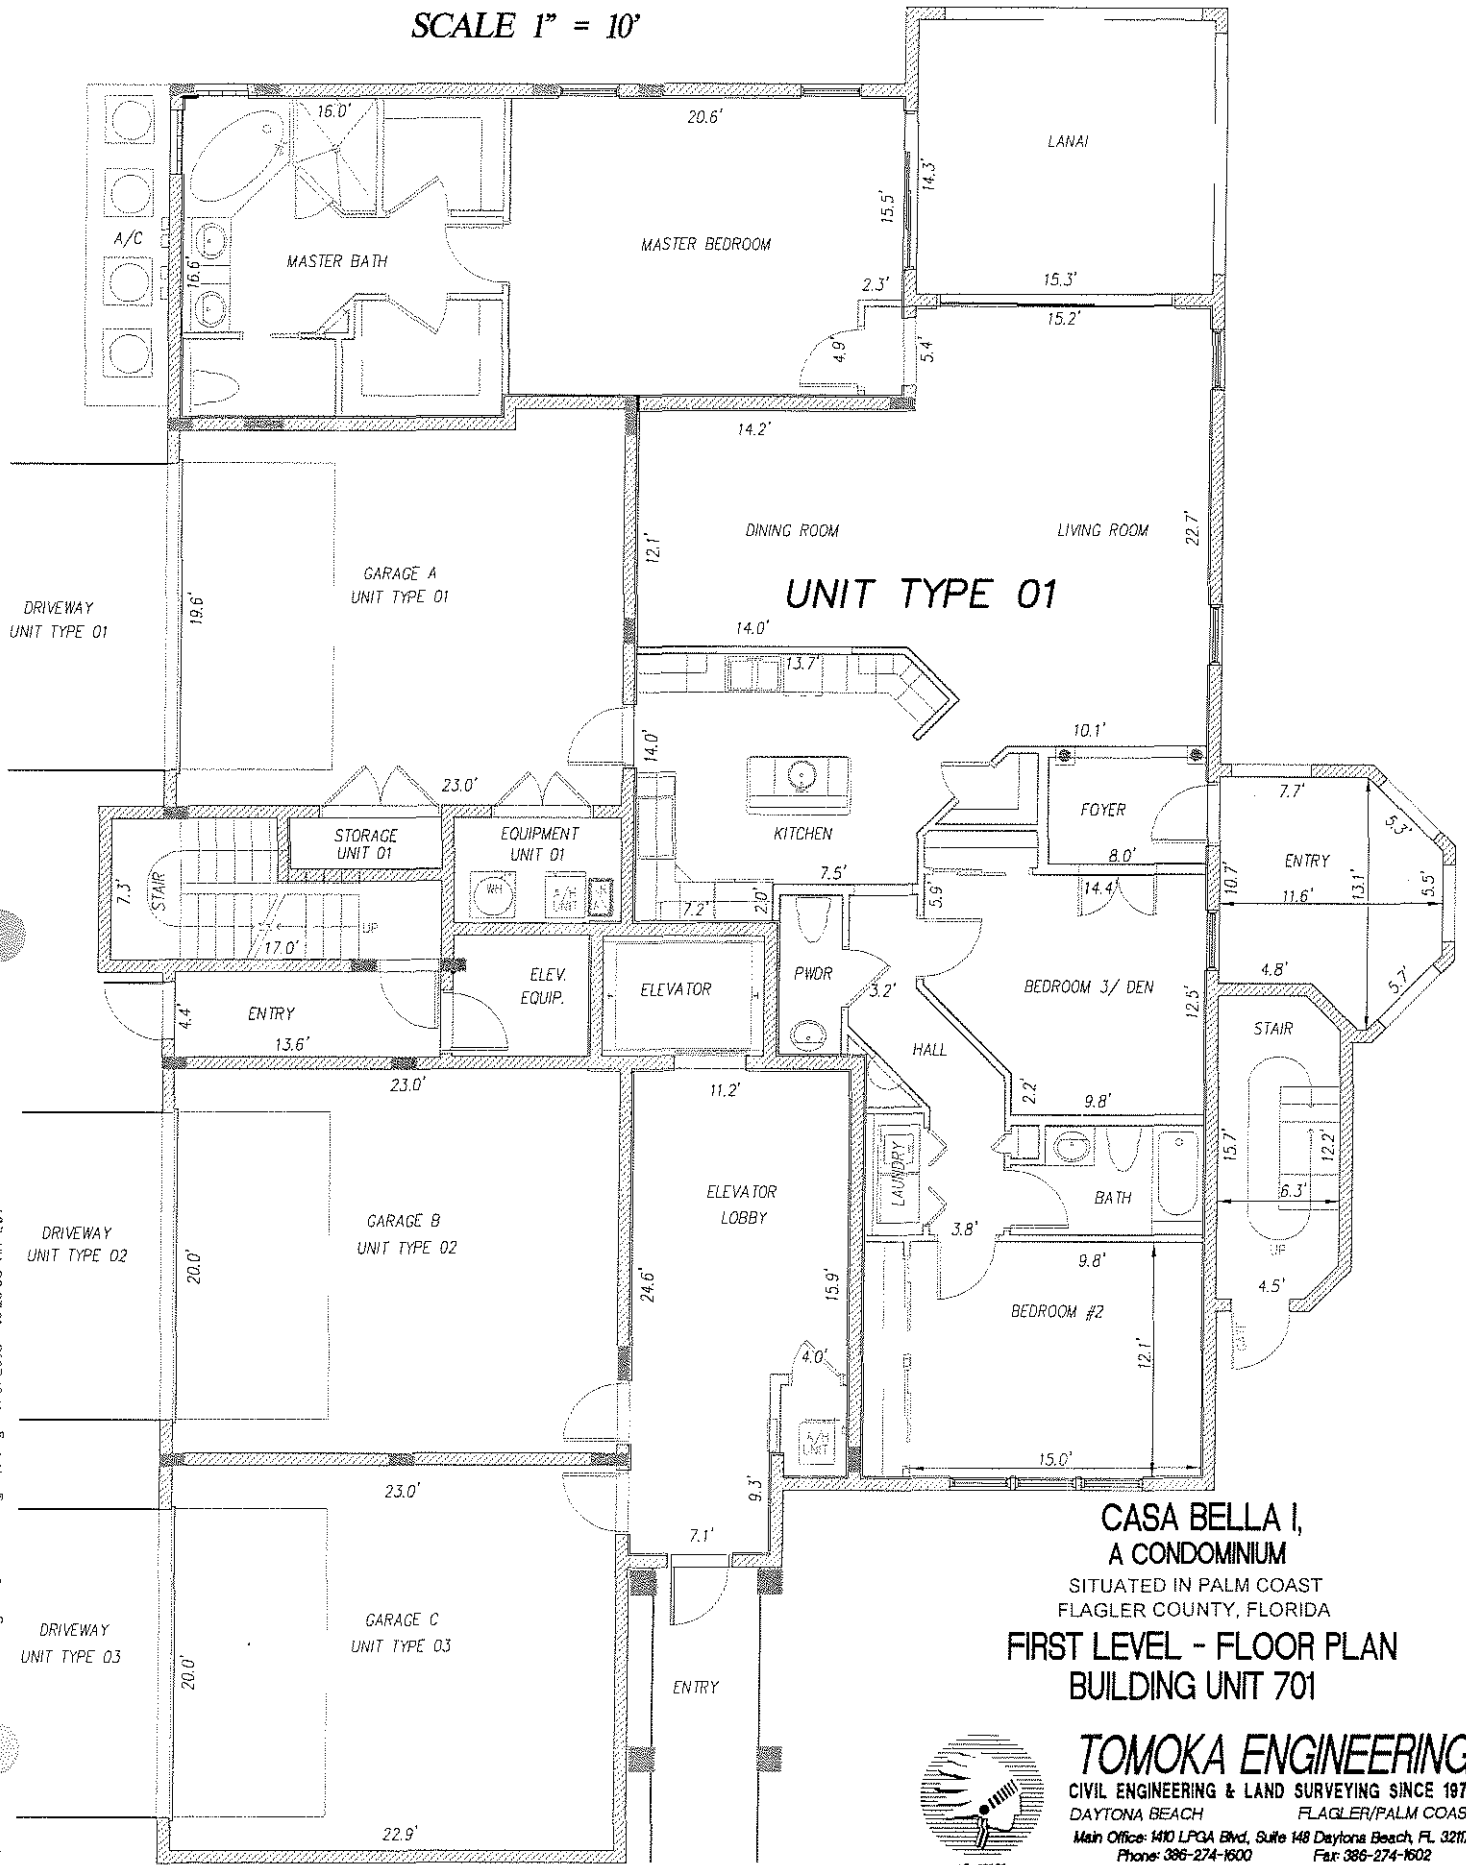 SCALE 1" = 10'
16.0'
20.6'
LANAI
14.3'
15.5'
A/C
MASTER BATH
16.6'
MASTER BEDROOM
2.3'
15.3'
15.2'
4.9'
5.4'
14.2'
DINING ROOM
LIVING ROOM
22.7'
12.1'
GARAGE A
UNIT TYPE 01
19.6'
DRIVEWAY
UNIT TYPE 01
UNIT TYPE 01
14.0'
13.7'
14.0'
10.1'
23.0'
KITCHEN
FOYER
8.0'
7.7'
5.3'
ENTRY
10.7'
11.6'
13.1'
5.5'
4.8'
5.7'
STORAGE
UNIT 01
EQUIPMENT
UNIT 01
WH
A/H
UNIT
7.3'
STAIR
UP
17.0'
7.2'
2.0'
7.5'
5.9'
14.4'
PWDR
3.2'
BEDROOM 3/ DEN
12.5'
ELEV.
EQUIP.
ELEVATOR
4.4'
ENTRY
13.6'
HALL
2.2'
9.8'
STAIR
15.7'
12.2'
6.3'
UP
4.5'
23.0'
11.2'
LAUNDRY
BATH
3.8'
ELEVATOR
LOBBY
24.6'
15.9'
GARAGE B
UNIT TYPE 02
20.0'
DRIVEWAY
UNIT TYPE 02
9.8'
BEDROOM #2
12.1'
15.0'
4.0'
A/H
UNIT
9.3'
7.1'
23.0'
GARAGE C
UNIT TYPE 03
20.0'
DRIVEWAY
UNIT TYPE 03
22.9'
ENTRY
CASA BELLA I,
A CONDOMINIUM
SITUATED IN PALM COAST
FLAGLER COUNTY, FLORIDA
FIRST LEVEL - FLOOR PLAN
BUILDING UNIT 701
TOMOKA ENGINEERING
CIVIL ENGINEERING & LAND SURVEYING SINCE 197
DAYTONA BEACH FLAGLER/PALM COAS
Main Office: 1410 LPGA Blvd, Suite 148 Daytona Beach, FL 32117
Phone: 386-274-1600 Fax: 386-274-1602